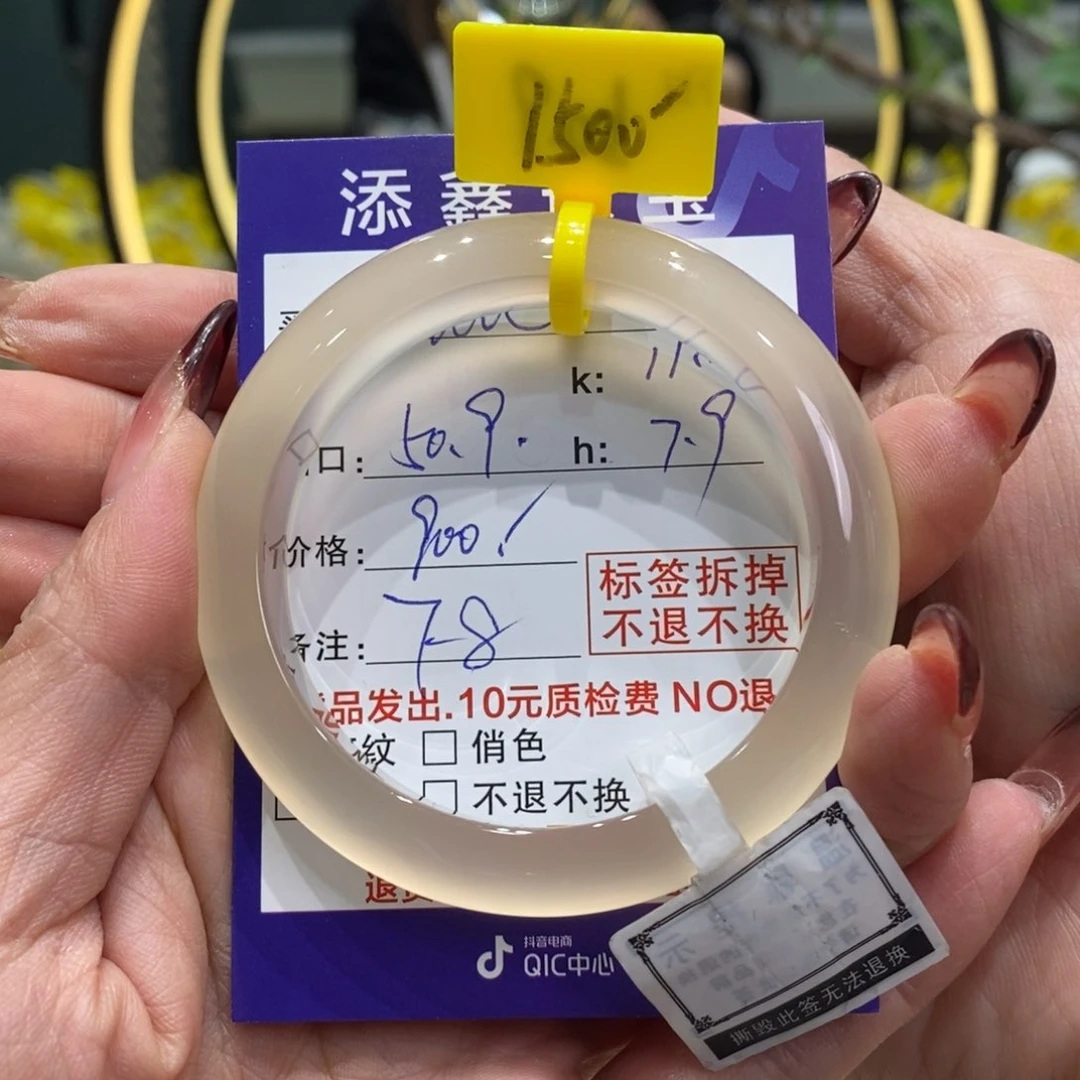 1500
添鑫
k:
口: 50.9. h: 7.9
价格: 900
备注: 7-8
标签拆掉
不退不换
品发出.10元质检费 NO退
纹 □ 俏色
□ 不退不换
抖音电商
QIC中心
撕毁此签无法退换